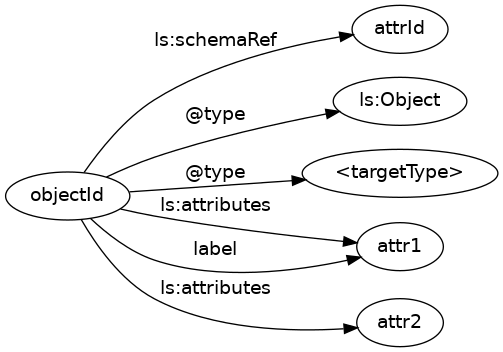 attrId
ls:schemaRef
ls:Object
@type
<targetType>
@type
objectId
ls:attributes
attr1
label
ls:attributes
attr2